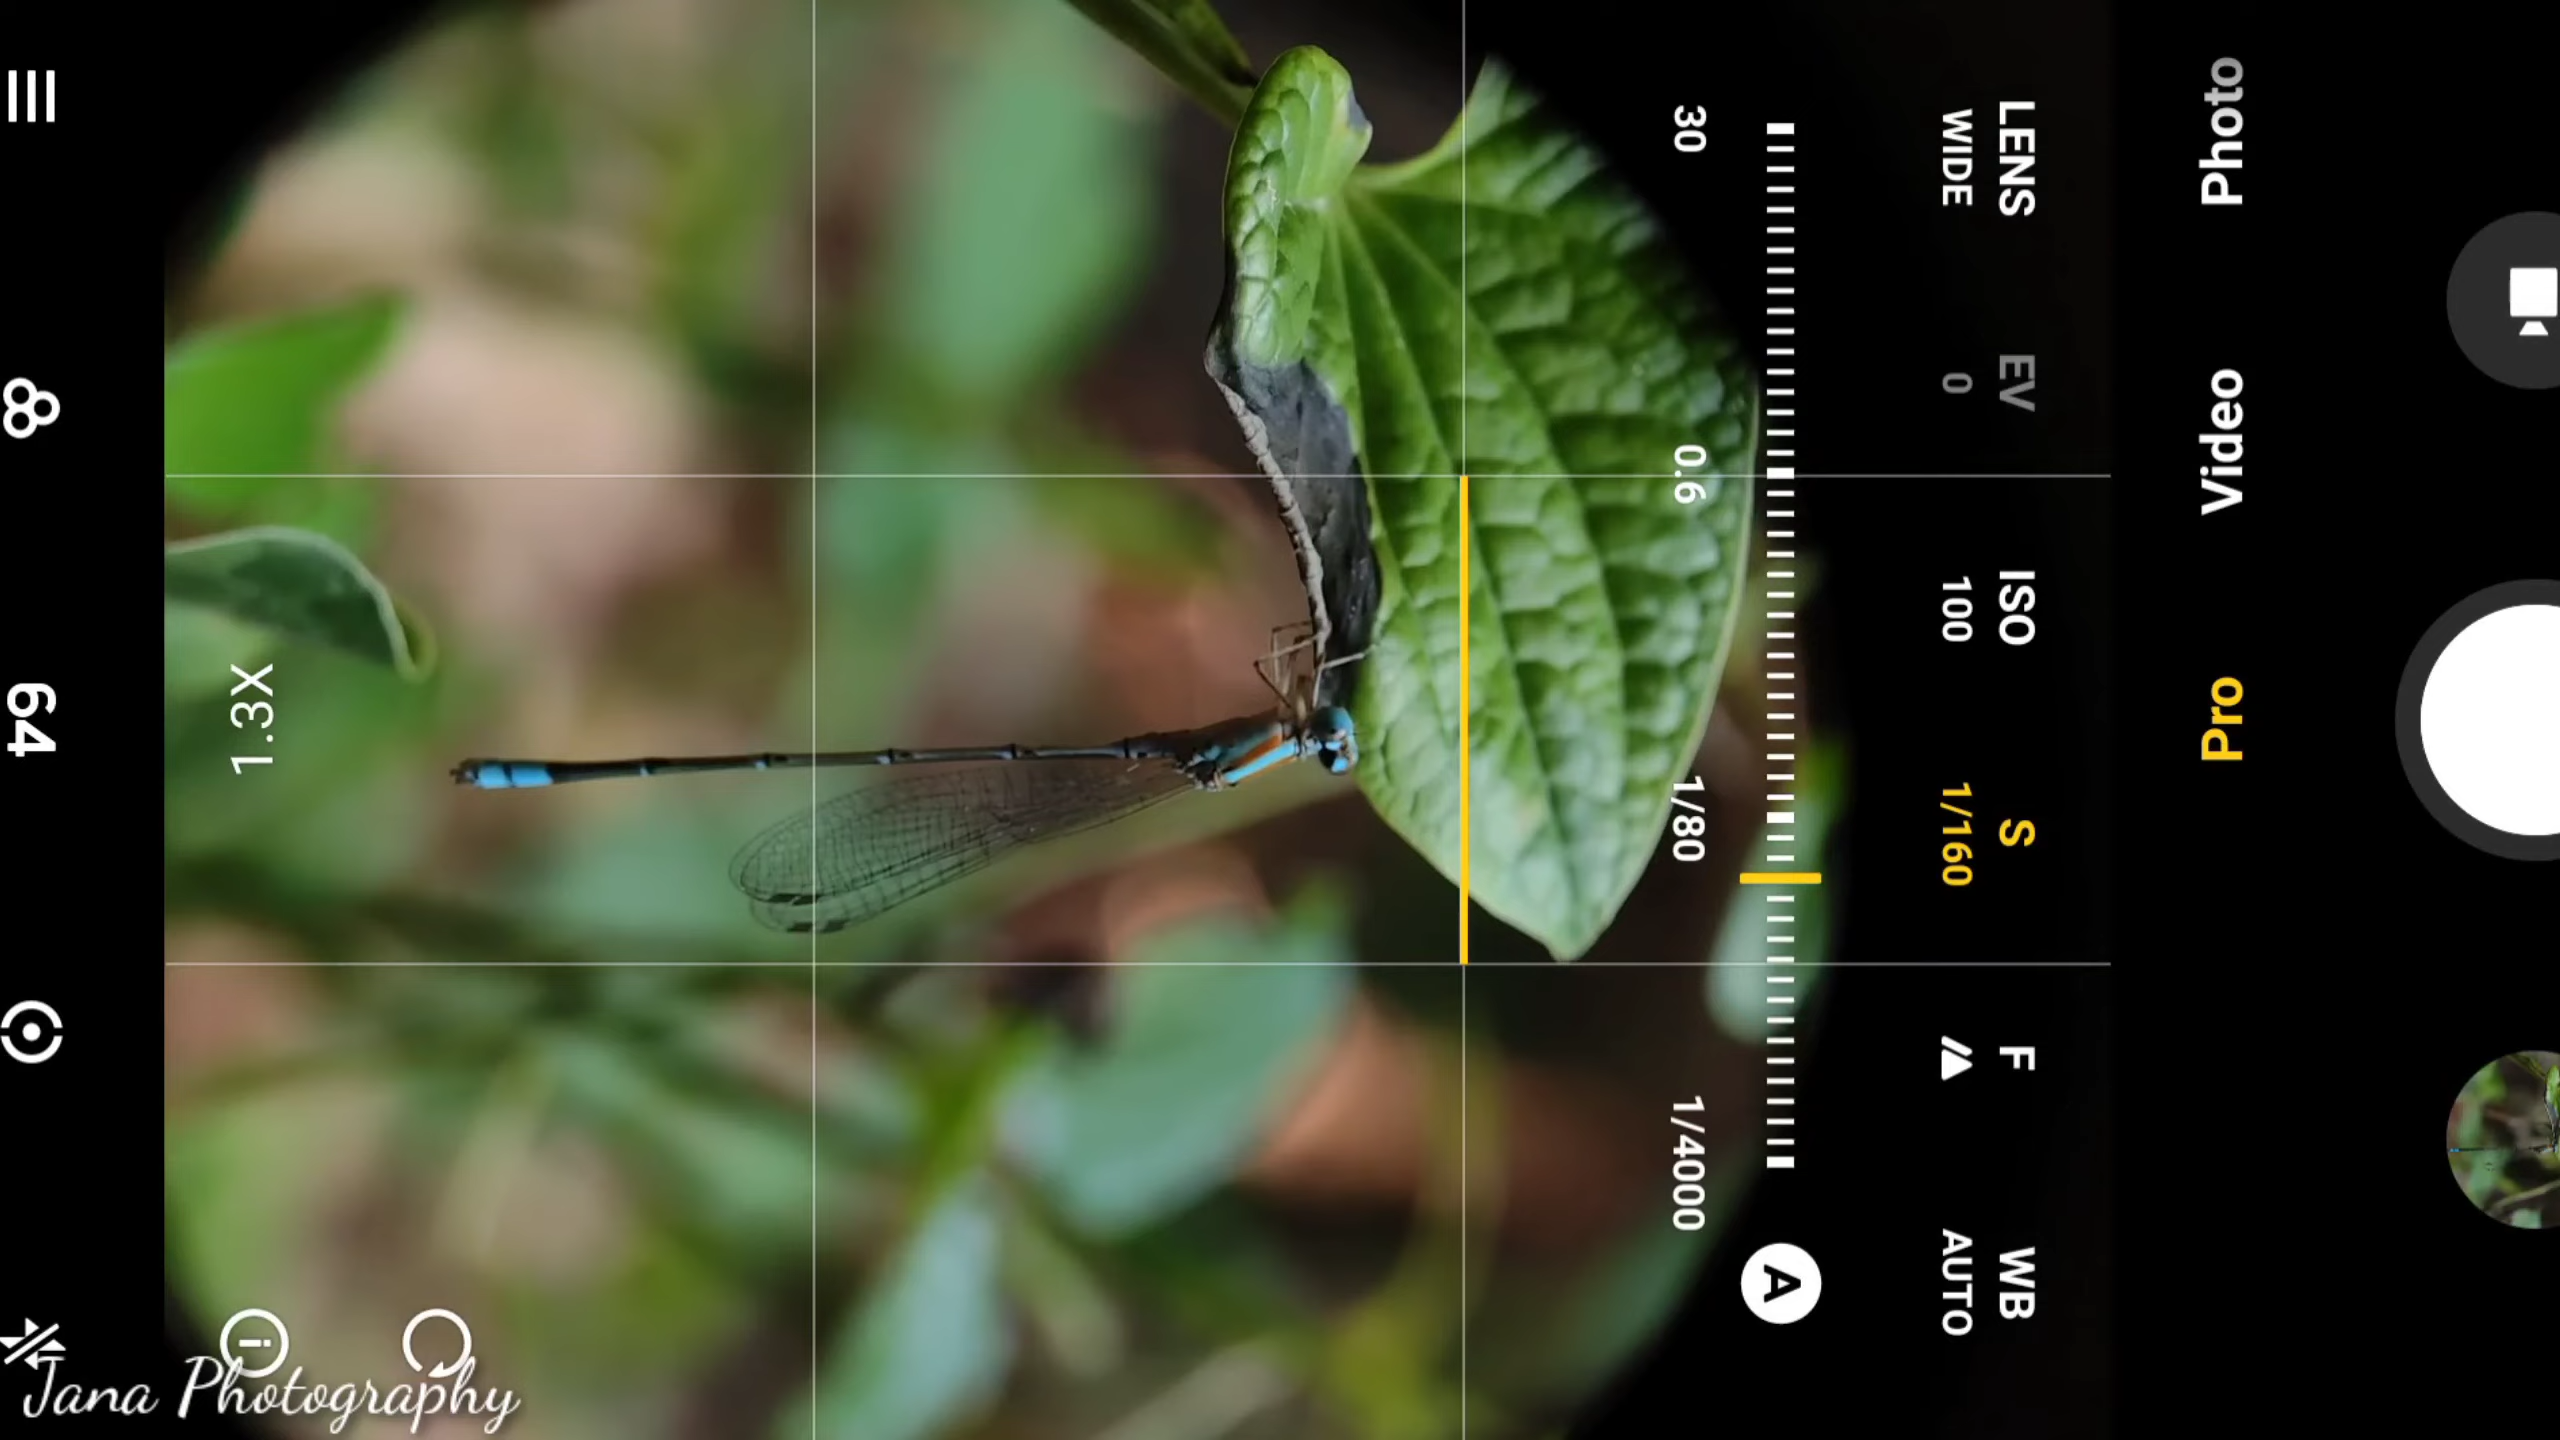 Photo
Video
Pro
LENS
WIDE
EV
0
ISO
100
S
1/160
F
WB
AUTO
30
0.6
1/80
1/4000
A
1.3X
64
Jana Photography